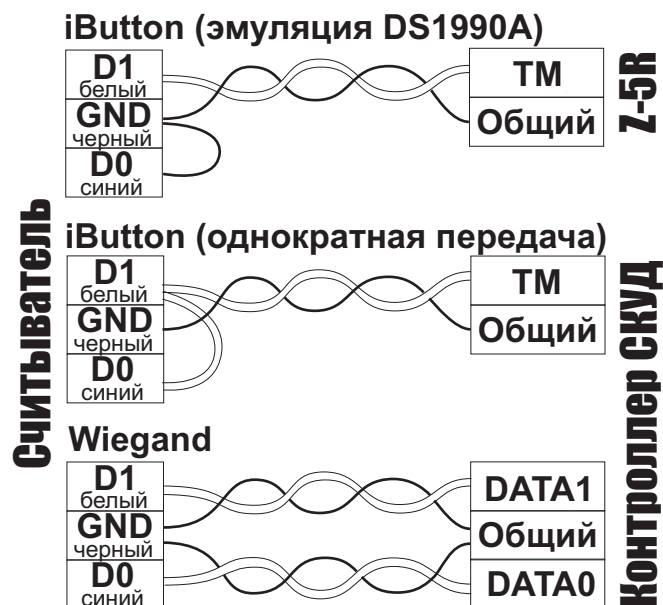 iButton (эмуляция DS1990A)
D1
белый
GND
черный
D0
синий
TM
Общий
Z-5R
Считыватель
iButton (однократная передача)
D1
белый
GND
черный
D0
синий
TM
Общий
Контроллер СКУД
Wiegand
D1
белый
GND
черный
D0
синий
DATA1
Общий
DATA0